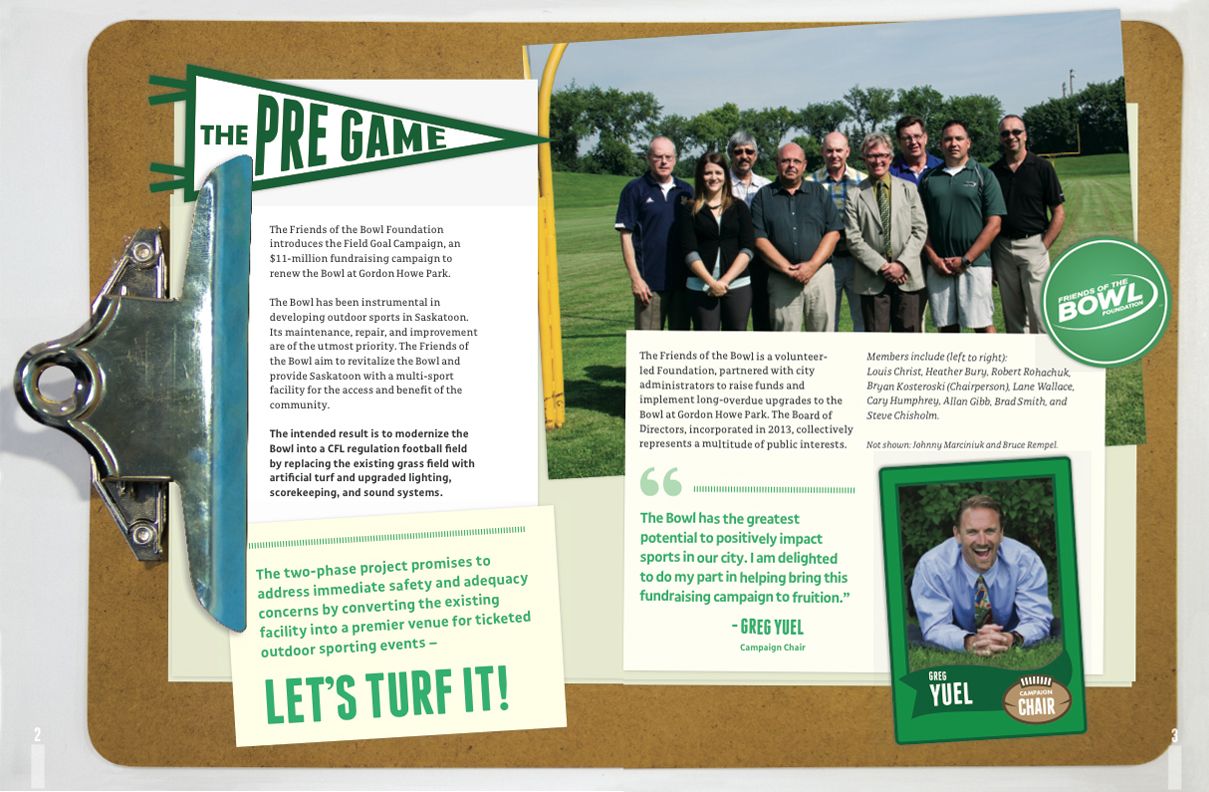 THE PRE GAME
The Friends of the Bowl Foundation
introduces the Field Goal Campaign, an
$11-million fundraising campaign to
renew the Bowl at Gordon Howe Park.
The Bowl has been instrumental in
developing outdoor sports in Saskatoon.
Its maintenance, repair, and improvement
are of the utmost priority. The Friends of
the Bowl aim to revitalize the Bowl and
provide Saskatoon with a multi-sport
facility for the access and benefit of the
community.
The intended result is to modernize the
Bowl into a CFL regulation football field
by replacing the existing grass field with
artificial turf and upgraded lighting,
scorekeeping, and sound systems.
The two-phase project promises to
address immediate safety and adequacy
concerns by converting the existing
facility into a premier venue for ticketed
outdoor sporting events –
LET'S TURF IT!
2
FRIENDS OF THE
BOWL
FOUNDATION
The Friends of the Bowl is a volunteer-
led Foundation, partnered with city
administrators to raise funds and
implement long-overdue upgrades to the
Bowl at Gordon Howe Park. The Board of
Directors, incorporated in 2013, collectively
represents a multitude of public interests.
Members include (left to right):
Louis Christ, Heather Bury, Robert Rohachuk,
Bryan Kosteroski (Chairperson), Lane Wallace,
Cary Humphrey, Allan Gibb, Brad Smith, and
Steve Chisholm.
Not shown: Johnny Marciniuk and Bruce Rempel.
“
The Bowl has the greatest
potential to positively impact
sports in our city. I am delighted
to do my part in helping bring this
fundraising campaign to fruition.”
- GREG YUEL
Campaign Chair
GREG
YUEL
CAMPAIGN
CHAIR
3